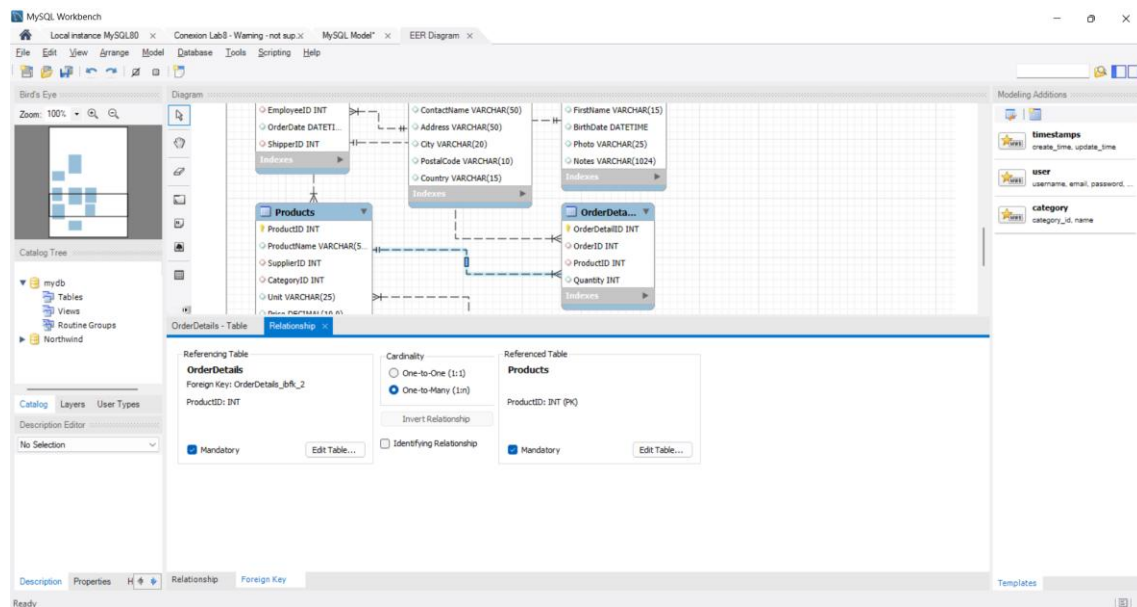 MySQL Workbench
Local instance MySQL80 × Conexion Lab8 - Warning - not sup.× MySQL Model* × EER Diagram ×
File Edit View Arrange Model Database Tools Scripting Help
Bird's Eye
Zoom: 100%
Catalog Tree
mydb
Tables
Views
Routine Groups
Northwind
Catalog Layers User Types
Description Editor
No Selection
Description Properties H
Ready
Diagram
EmployeeID INT
OrderDate DATETI...
ShipperID INT
Indexes
ContactName VARCHAR(50)
Address VARCHAR(50)
City VARCHAR(20)
PostalCode VARCHAR(10)
Country VARCHAR(15)
Indexes
FirstName VARCHAR(15)
BirthDate DATETIME
Photo VARCHAR(25)
Notes VARCHAR(1024)
Indexes
Products
ProductID INT
ProductName VARCHAR(5...
SupplierID INT
CategoryID INT
Unit VARCHAR(25)
Price DECIMAL(10,0)
OrderDeta...
OrderDetailID INT
OrderID INT
ProductID INT
Quantity INT
Indexes
OrderDetails - Table Relationship ×
Referencing Table
OrderDetails
Foreign Key: OrderDetails_ibfk_2
ProductID: INT
Mandatory Edit Table...
Cardinality
One-to-One (1:1)
One-to-Many (1:n)
Invert Relationship
Identifying Relationship
Referenced Table
Products
ProductID: INT (PK)
Mandatory Edit Table...
Relationship Foreign Key
Modeling Additions
timestamps
create_time, update_time
user
username, email, password, ...
category
category_id, name
Templates